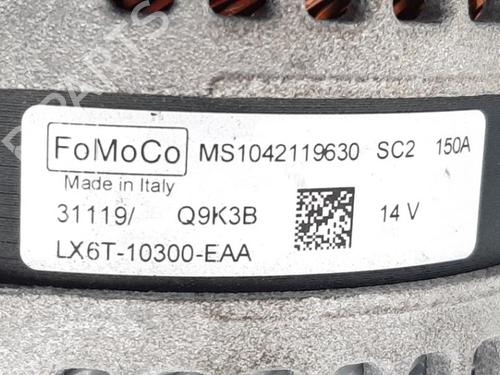 FoMoCo MS1042119630 SC2 150A
Made in Italy
31119/ Q9K3B 14 V
LX6T-10300-EAA